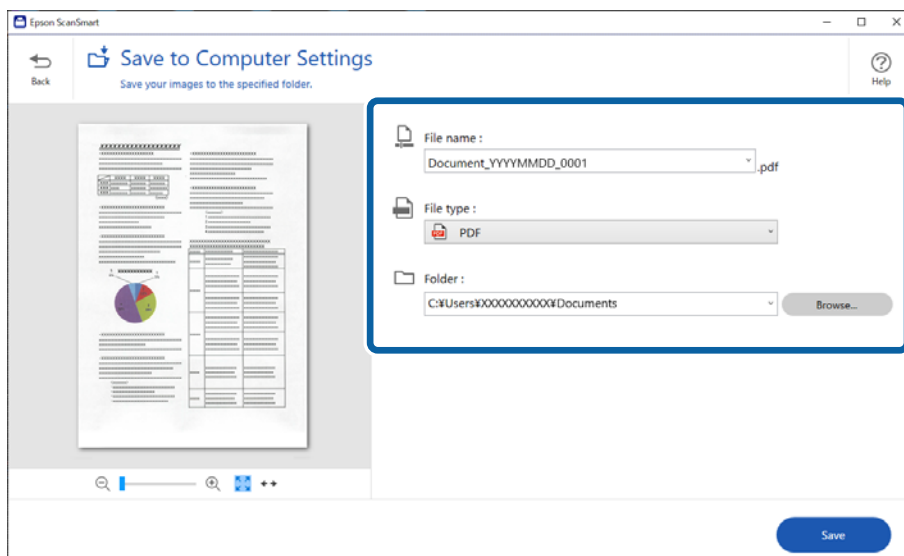 Epson ScanSmart
Back
Save to Computer Settings
Save your images to the specified folder.
Help
File name :
Document_YYYYMMDD_0001
.pdf
File type :
PDF
Folder :
C:¥Users¥XXXXXXXXXX¥Documents
Browse...
Save